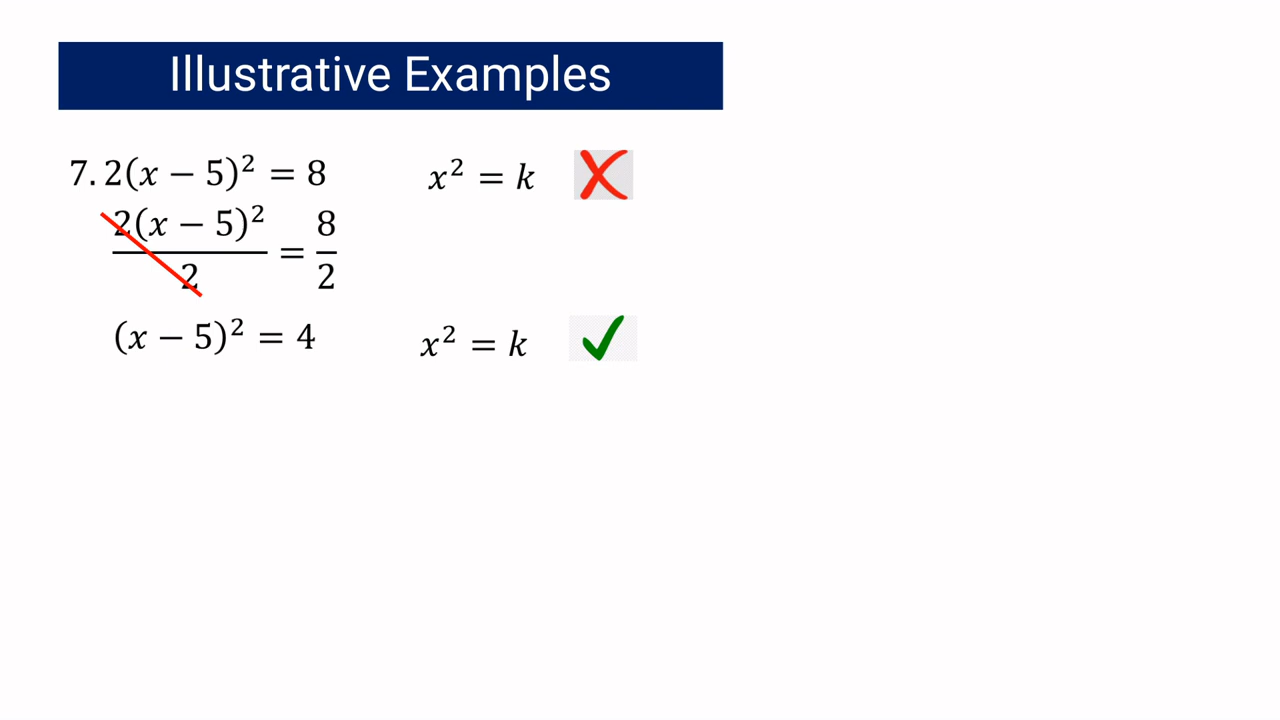 Illustrative Examples
7. 2(x − 5)² = 8 x² = k
2(x − 5)²/2 = 8/2
(x − 5)² = 4 x² = k